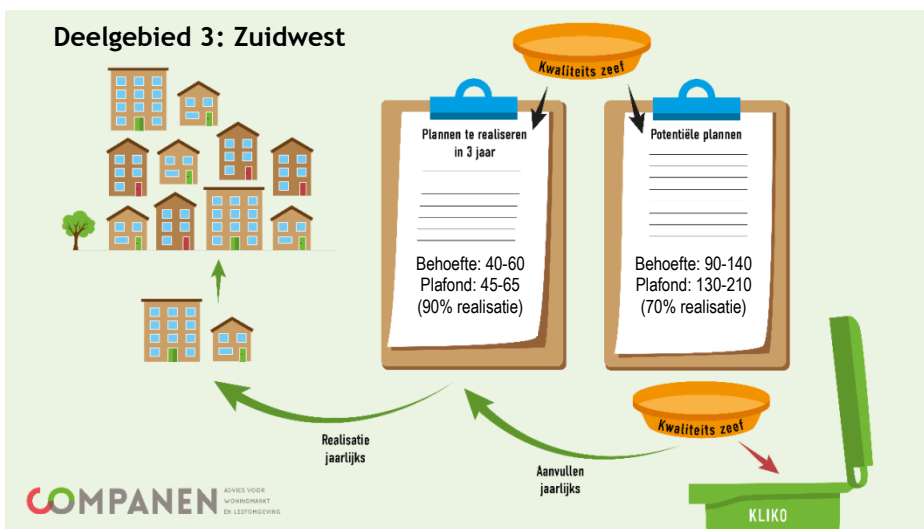 Deelgebied 3: Zuidwest
Kwaliteits zeef
Plannen te realiseren
in 3 jaar
Behoefte: 40-60
Plafond: 45-65
(90% realisatie)
Potentiële plannen
Behoefte: 90-140
Plafond: 130-210
(70% realisatie)
Kwaliteits zeef
Realisatie
jaarlijks
Aanvullen
jaarlijks
KLIKO
COMPANEN
ADVIES VOOR
WONINGMARKT
EN LEEFOMGEVING